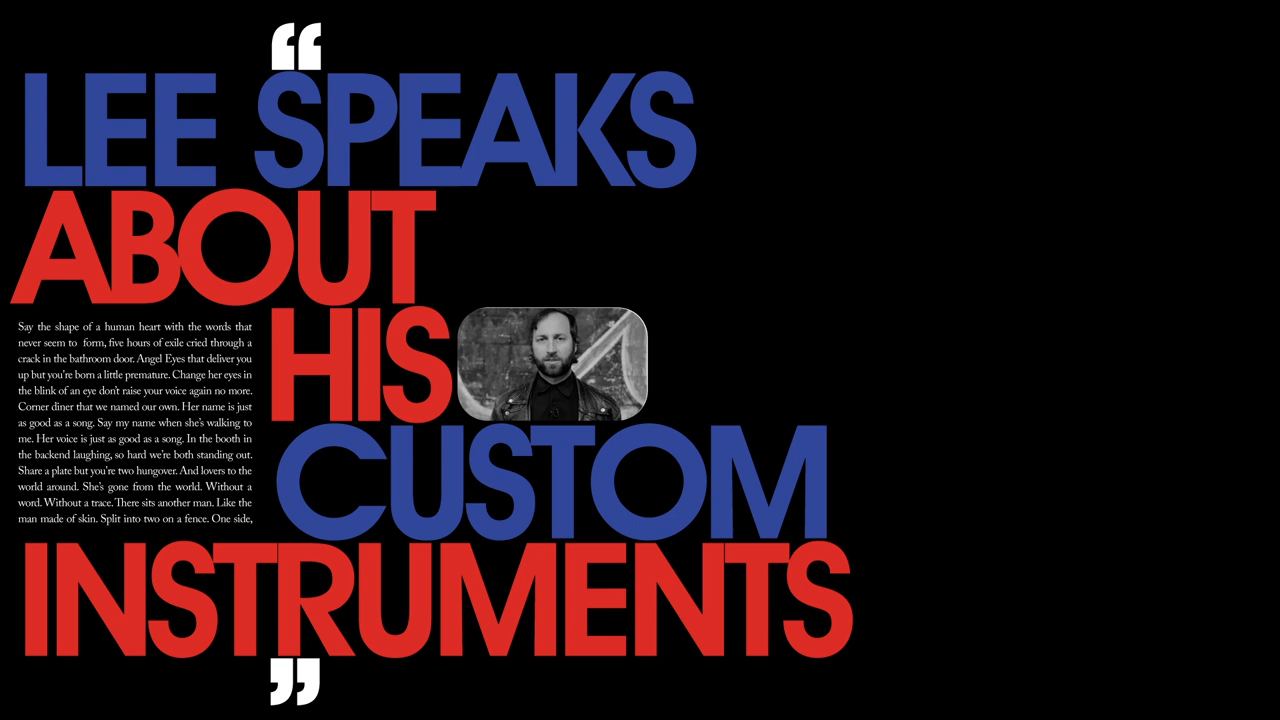 “
LEE SPEAKS
ABOUT
HIS
CUSTOM
INSTRUMENTS
”
Say the shape of a human heart with the words that
never seem to form, five hours of exile cried through a
crack in the bathroom door. Angel Eyes that deliver you
up but you're born a little premature. Change her eyes in
the blink of an eye don't raise your voice again no more.
Corner diner that we named our own. Her name is just
as good as a song. Say my name when she's walking to
me. Her voice is just as good as a song. In the booth in
the backend laughing, so hard we're both standing out.
Share a plate but you're two hungover. And lovers to the
world around. She's gone from the world. Without a
word. Without a trace. There sits another man. Like the
man made of skin. Split into two on a fence. One side,